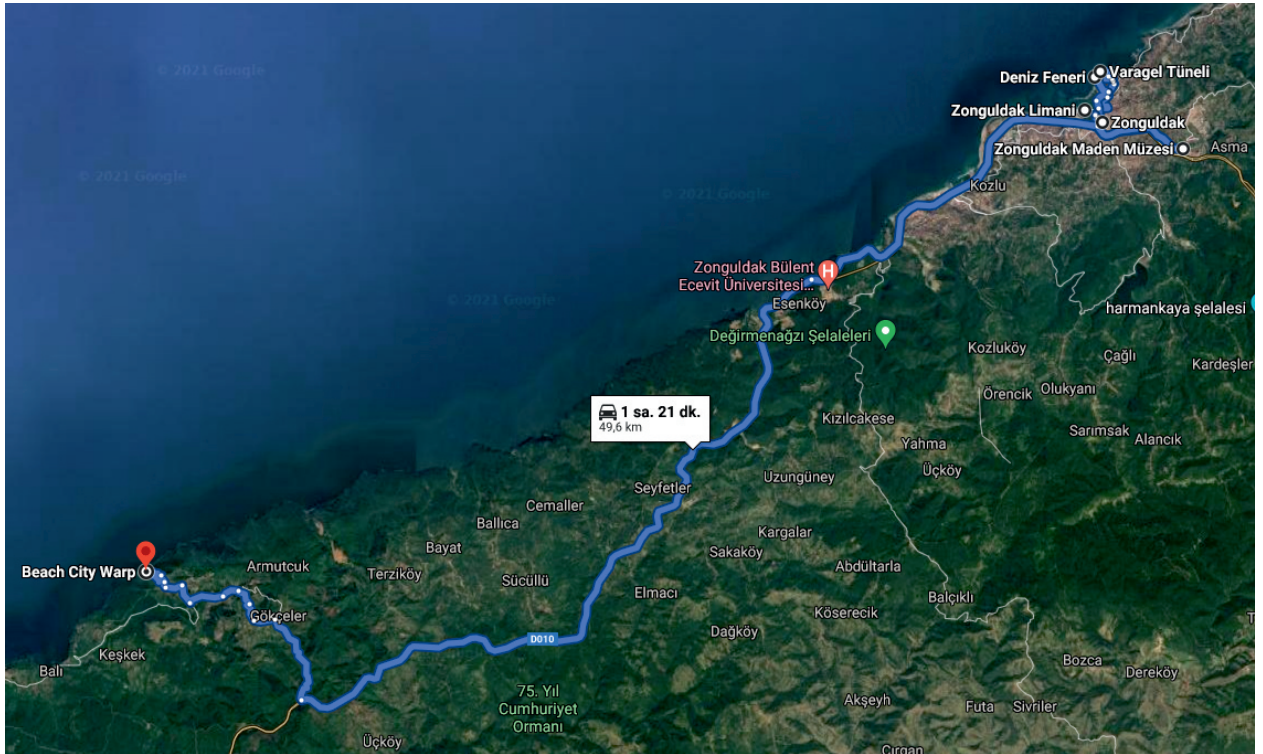 © 2021 Google
Deniz Feneri
Varagel Tüneli
Zonguldak Limani
Zonguldak
Zonguldak Maden Müzesi
Asma
© 2021 Google
Kozlu
© 2021 Google
Zonguldak Bülent
Ecevit Üniversitesi...
H
Esenköy
© 2021 Google
harmankaya şelalesi
Değirmenağzı Şelaleleri
Kozluköy
Çağlı
Kardeşler
Örencik
Olukyanı
1 sa. 21 dk.
49,6 km
Kızılcakese
Sarımsak
Alancık
Yahma
Üçköy
Uzungüney
Seyfetler
Cemaller
Ballıca
Kargalar
Bayat
Sakaköy
Armutcuk
Abdültarla
Beach City Warp
Terziköy
Sücüllü
Elmacı
Balçıklı
Gökçeler
Köserecik
Dağköy
D010
Keşkek
Balı
Bozca
Dereköy
75. Yıl
Cumhuriyet
Ormanı
Akşeyh
Futa
Sivriler
Üçköy
Cırgan